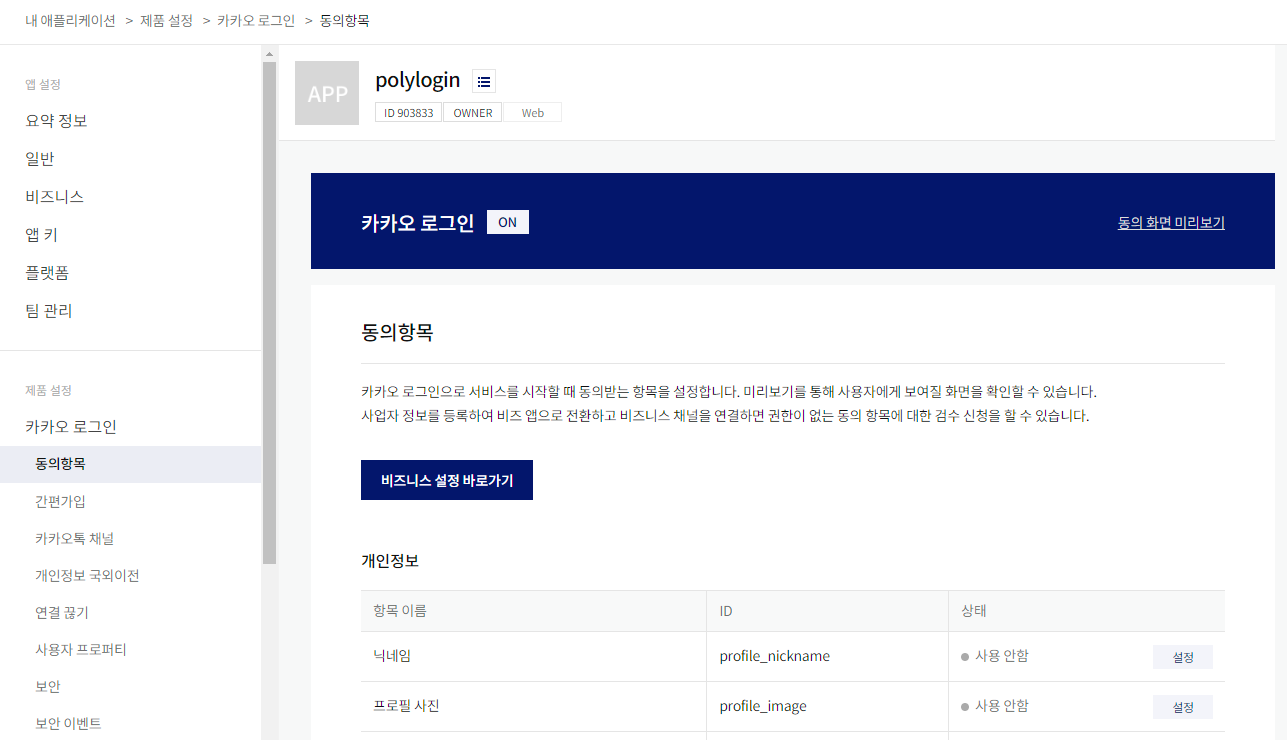 내 애플리케이션 > 제품 설정 > 카카오 로그인 > 동의항목
앱 설정
요약 정보
일반
비즈니스
앱 키
플랫폼
팀 관리
제품 설정
카카오 로그인
동의항목
간편가입
카카오톡 채널
개인정보 국외이전
연결 끊기
사용자 프로퍼티
보안
보안 이벤트
APP
polylogin
ID 903833 OWNER Web
카카오 로그인 ON
동의 화면 미리보기
동의항목
카카오 로그인으로 서비스를 시작할 때 동의받는 항목을 설정합니다. 미리보기를 통해 사용자에게 보여질 화면을 확인할 수 있습니다.
사업자 정보를 등록하여 비즈 앱으로 전환하고 비즈니스 채널을 연결하면 권한이 없는 동의 항목에 대한 검수 신청을 할 수 있습니다.
비즈니스 설정 바로가기
개인정보
항목 이름 ID 상태
닉네임 profile_nickname 사용 안함 설정
프로필 사진 profile_image 사용 안함 설정